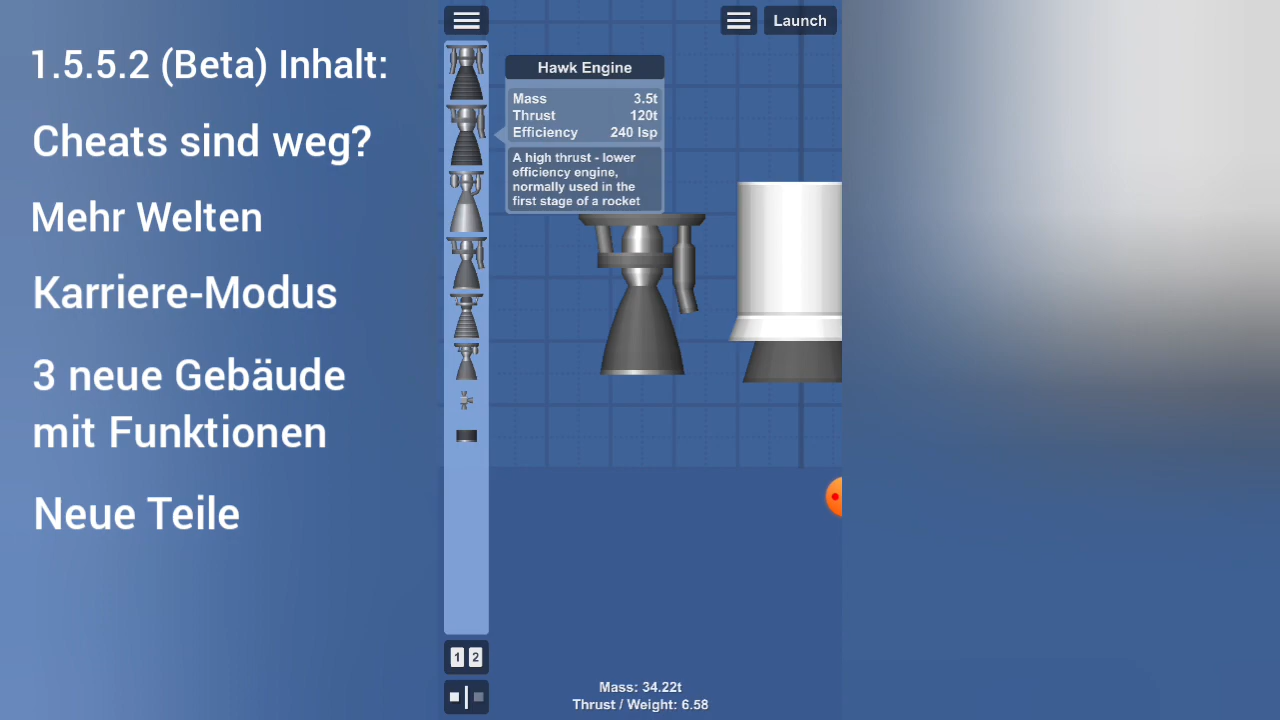 1.5.5.2 (Beta) Inhalt:
Cheats sind weg?
Mehr Welten
Karriere-Modus
3 neue Gebäude
mit Funktionen
Neue Teile
Launch
Hawk Engine
Mass 3.5t
Thrust 120t
Efficiency 240 Isp
A high thrust - lower
efficiency engine,
normally used in the
first stage of a rocket
1 2
Mass: 34.22t
Thrust / Weight: 6.58